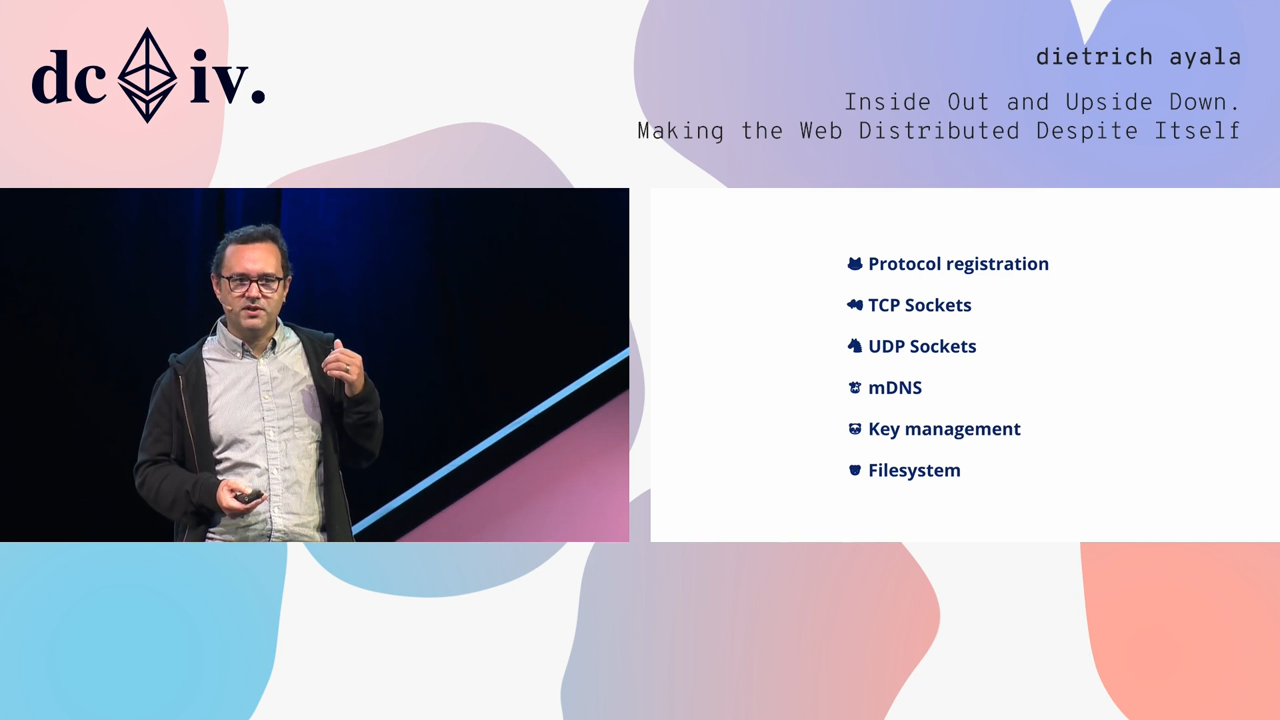 dc iv.
dietrich ayala
Inside Out and Upside Down.
Making the Web Distributed Despite Itself
Protocol registration
TCP Sockets
UDP Sockets
mDNS
Key management
Filesystem